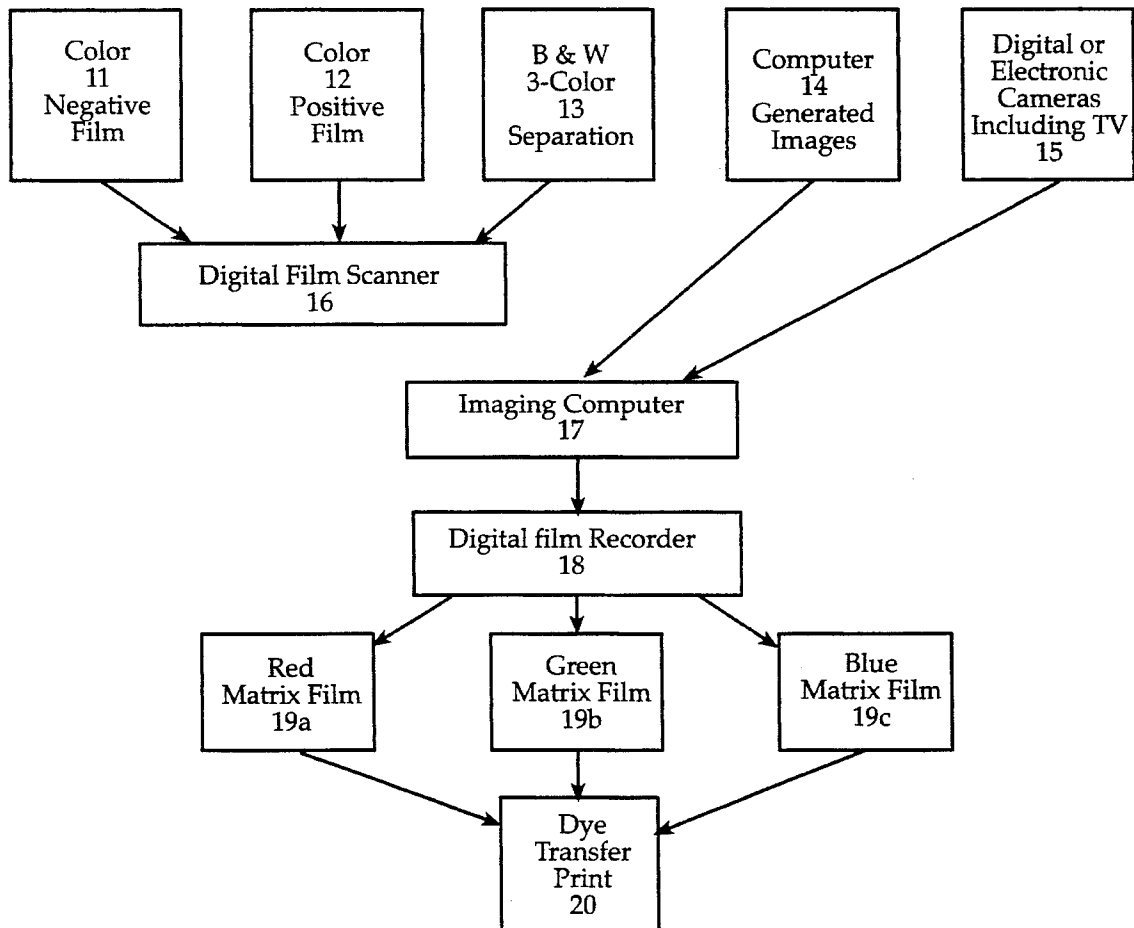 Color
11
Negative
Film
Color
12
Positive
Film
B & W
3-Color
13
Separation
Computer
14
Generated
Images
Digital or
Electronic
Cameras
Including TV
15
Digital Film Scanner
16
Imaging Computer
17
Digital film Recorder
18
Red
Matrix Film
19a
Green
Matrix Film
19b
Blue
Matrix Film
19c
Dye
Transfer
Print
20